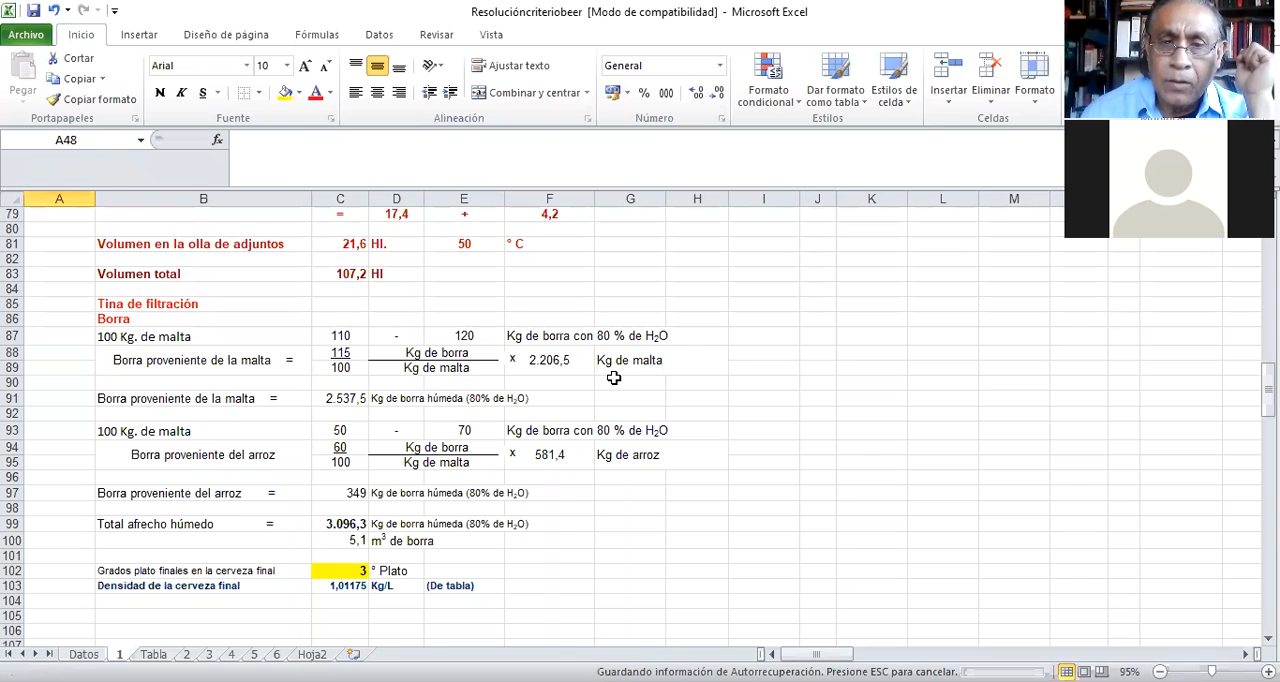 Rsolucióncriteriobeer [Modo de compatibilidad] - Microsoft Excel
Archivo Inicio Insertar Diseño de página Fórmulas Datos Revisar Vista
Cortar
Copiar
Copiar formato
Pegar
Portapapeles
Arial 10
N K S
Fuente
Ajustar texto
Combinar y centrar
Alineación
General
% 000
Número
Formato condicional
Dar formato como tabla
Estilos de celda
Estilos
Insertar Eliminar Formato
Celdas
A48 fx
A B C D E F G H I J K L M
79 = 17,4 + 4,2
80
81 Volumen en la olla de adjuntos 21,6 Hl. 50 ° C
82
83 Volumen total 107,2 Hl
84
85 Tina de filtración
86 Borra
87 100 Kg. de malta 110 - 120 Kg de borra con 80 % de H₂O
88 Borra proveniente de la malta = 115 Kg de borra x 2.206,5 Kg de malta
89 100 Kg de malta
90
91 Borra proveniente de la malta = 2.537,5 Kg de borra húmeda (80% de H₂O)
92
93 100 Kg. de malta 50 - 70 Kg de borra con 80 % de H₂O
94 Borra proveniente del arroz 60 Kg de borra x 581,4 Kg de arroz
95 100 Kg de malta
96
97 Borra proveniente del arroz = 349 Kg de borra húmeda (80% de H₂O)
98
99 Total afrecho húmedo = 3.096,3 Kg de borra húmeda (80% de H₂O)
100 5,1 m³ de borra
101
102 Grados plato finales en la cerveza final 3 ° Plato
103 Densidad de la cerveza final 1,01175 Kg/L (De tabla)
104
105
106
107
Datos 1 Tabla 2 3 4 5 6 Hoja2
Guardando información de Autorrecuperación. Presione ESC para cancelar. 95%